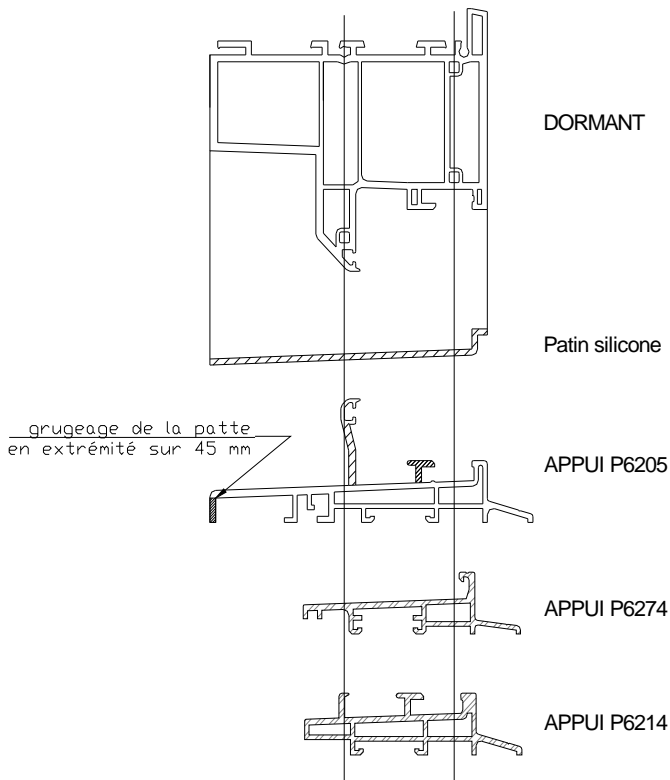 DORMANT
Patin silicone
grugeage de la patte
en extrémité sur 45 mm
APPUI P6205
APPUI P6274
APPUI P6214